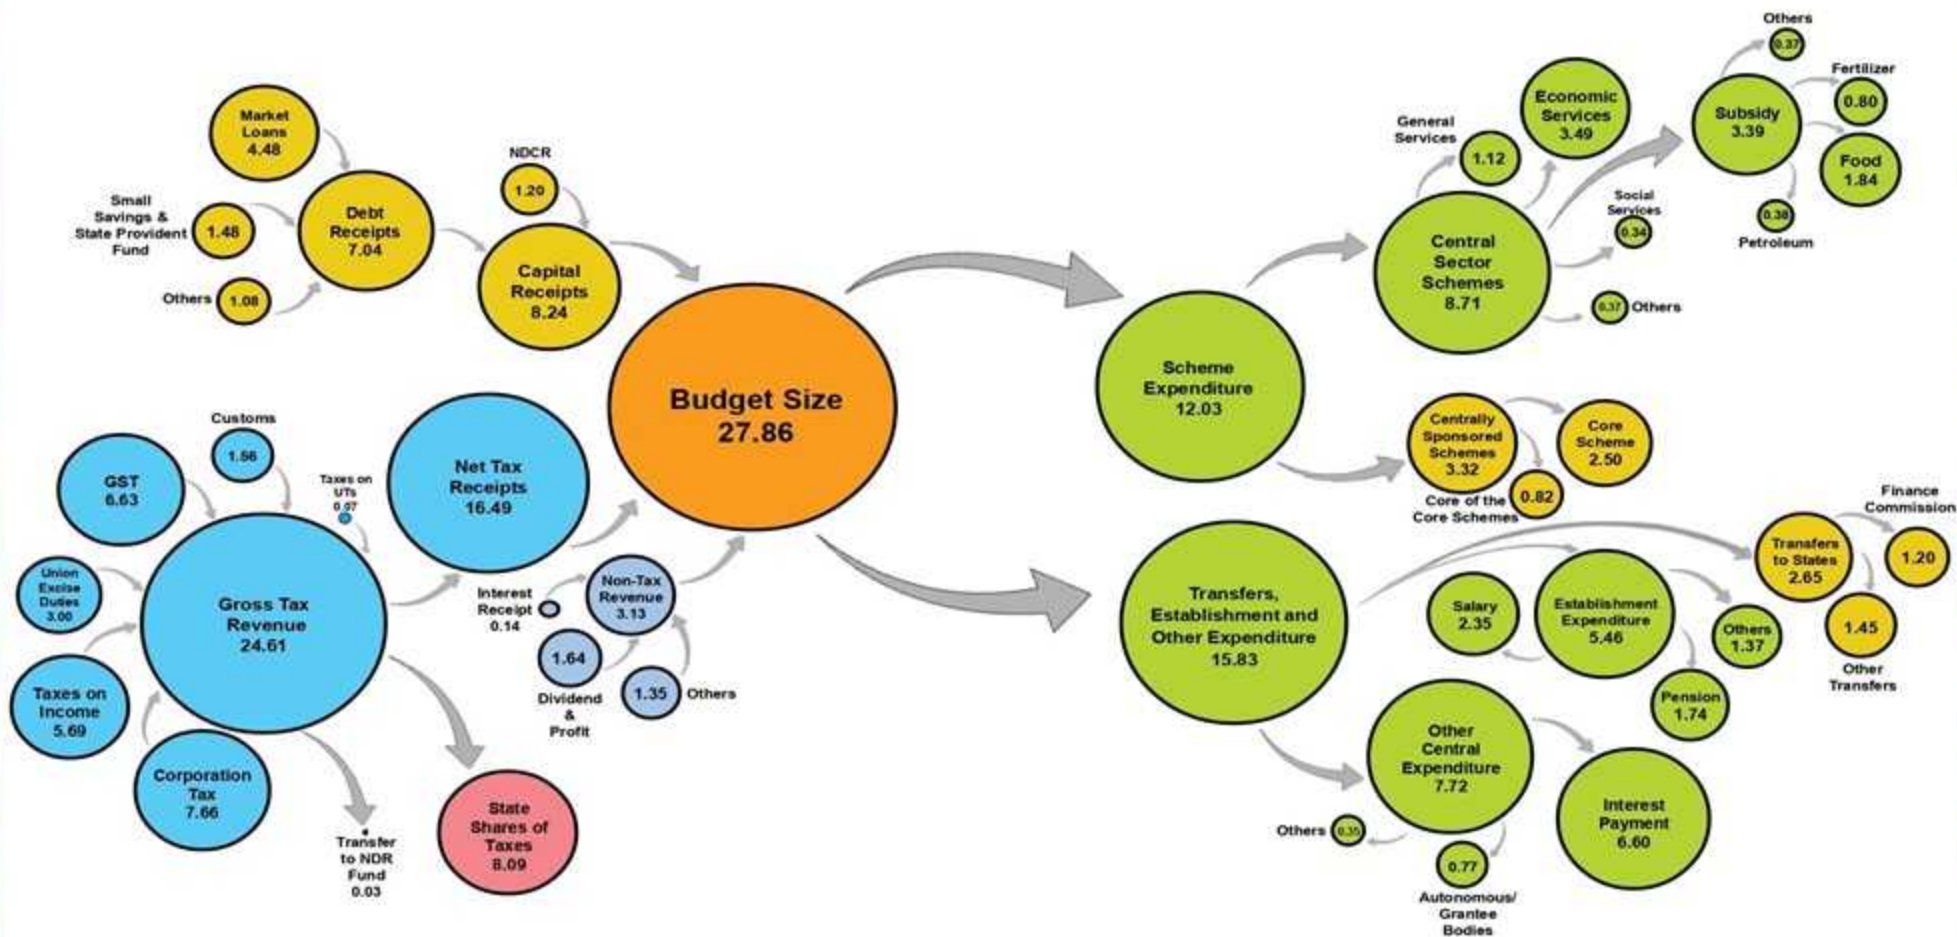 Market
Loans
4.48
Small
Savings &
State Provident
Fund
1.48
Others
1.08
Debt
Receipts
7.04
NDCR
1.20
Capital
Receipts
8.24
Budget Size
27.86
Customs
1.56
GST
6.63
Taxes on
UTs
0.07
Union
Excise
Duties
3.00
Gross Tax
Revenue
24.61
Taxes on
Income
5.69
Corporation
Tax
7.66
Transfer
to NDR
Fund
0.03
State
Shares of
Taxes
8.09
Net Tax
Receipts
16.49
Interest
Receipt
0.14
Non-Tax
Revenue
3.13
1.64
Dividend
&
Profit
1.35
Others
Scheme
Expenditure
12.03
Central
Sector
Schemes
8.71
General
Services
1.12
Economic
Services
3.49
Social
Services
0.34
0.37
Others
Subsidy
3.39
Others
0.37
Fertilizer
0.80
Food
1.84
Petroleum
Centrally
Sponsored
Schemes
3.32
Core
Scheme
2.50
Core of the
Core Schemes
0.82
Transfers,
Establishment and
Other Expenditure
15.83
Transfers
to States
2.65
Finance
Commission
1.20
1.45
Other
Transfers
Establishment
Expenditure
5.46
Salary
2.35
Others
1.37
Pension
1.74
Other
Central
Expenditure
7.72
Interest
Payment
6.60
Others
0.35
0.77
Autonomous/
Grantee
Bodies